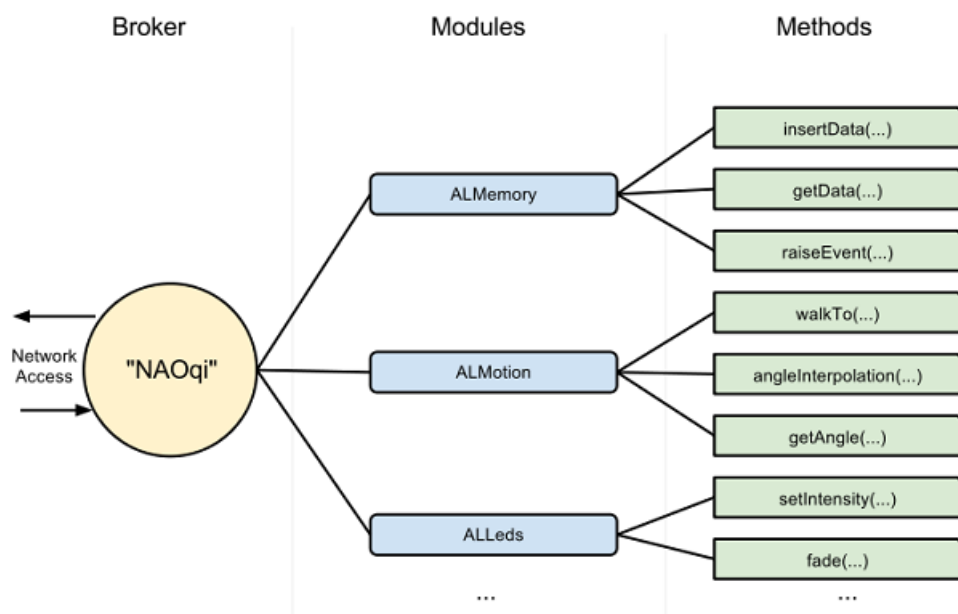 Broker
Modules
Methods
insertData(...)
ALMemory
getData(...)
raiseEvent(...)
walkTo(...)
Network
Access
"NAOqi"
ALMotion
angleInterpolation(...)
getAngle(...)
setIntensity(...)
ALLeds
fade(...)
...
...